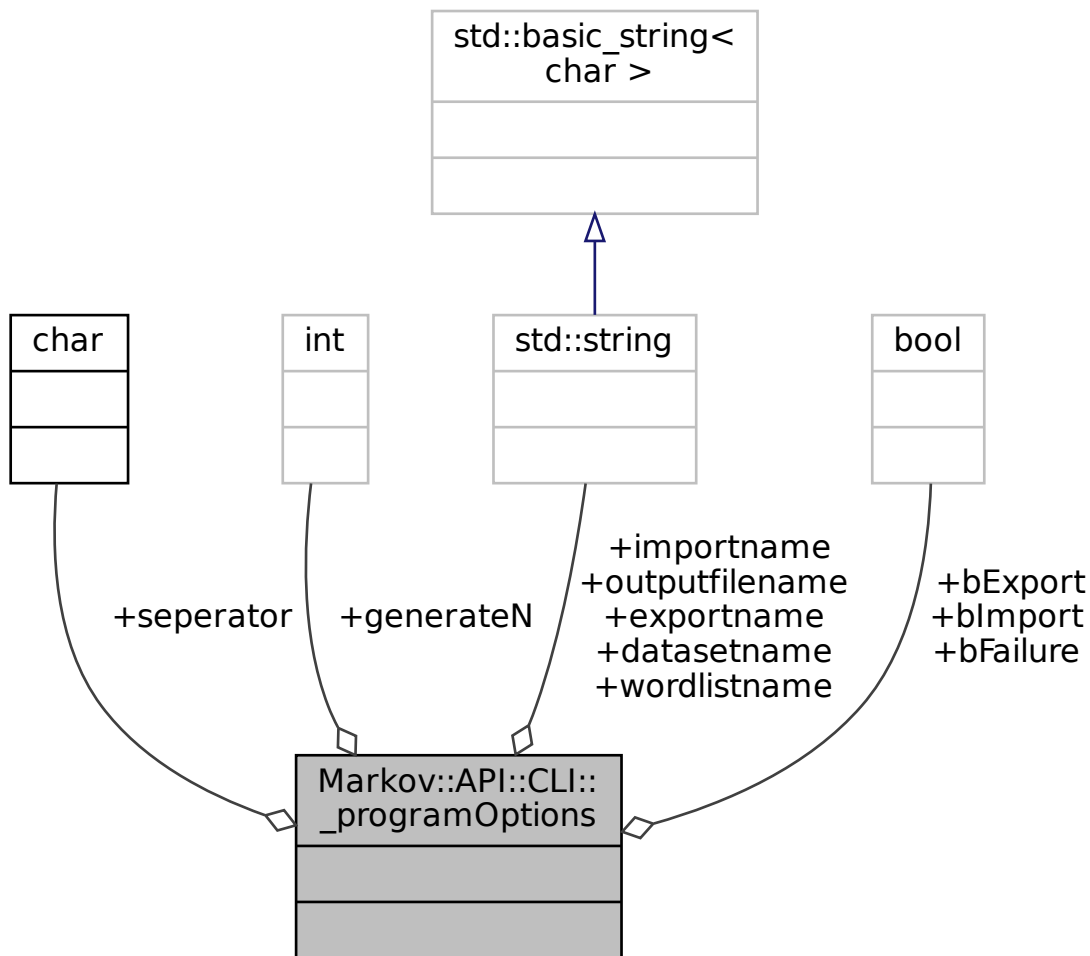 std::basic_string<
char >
char
int
std::string
bool
+seperator
+generateN
+importname
+outputfilename
+exportname
+datasetname
+wordlistname
+bExport
+bImport
+bFailure
Markov::API::CLI::
_programOptions